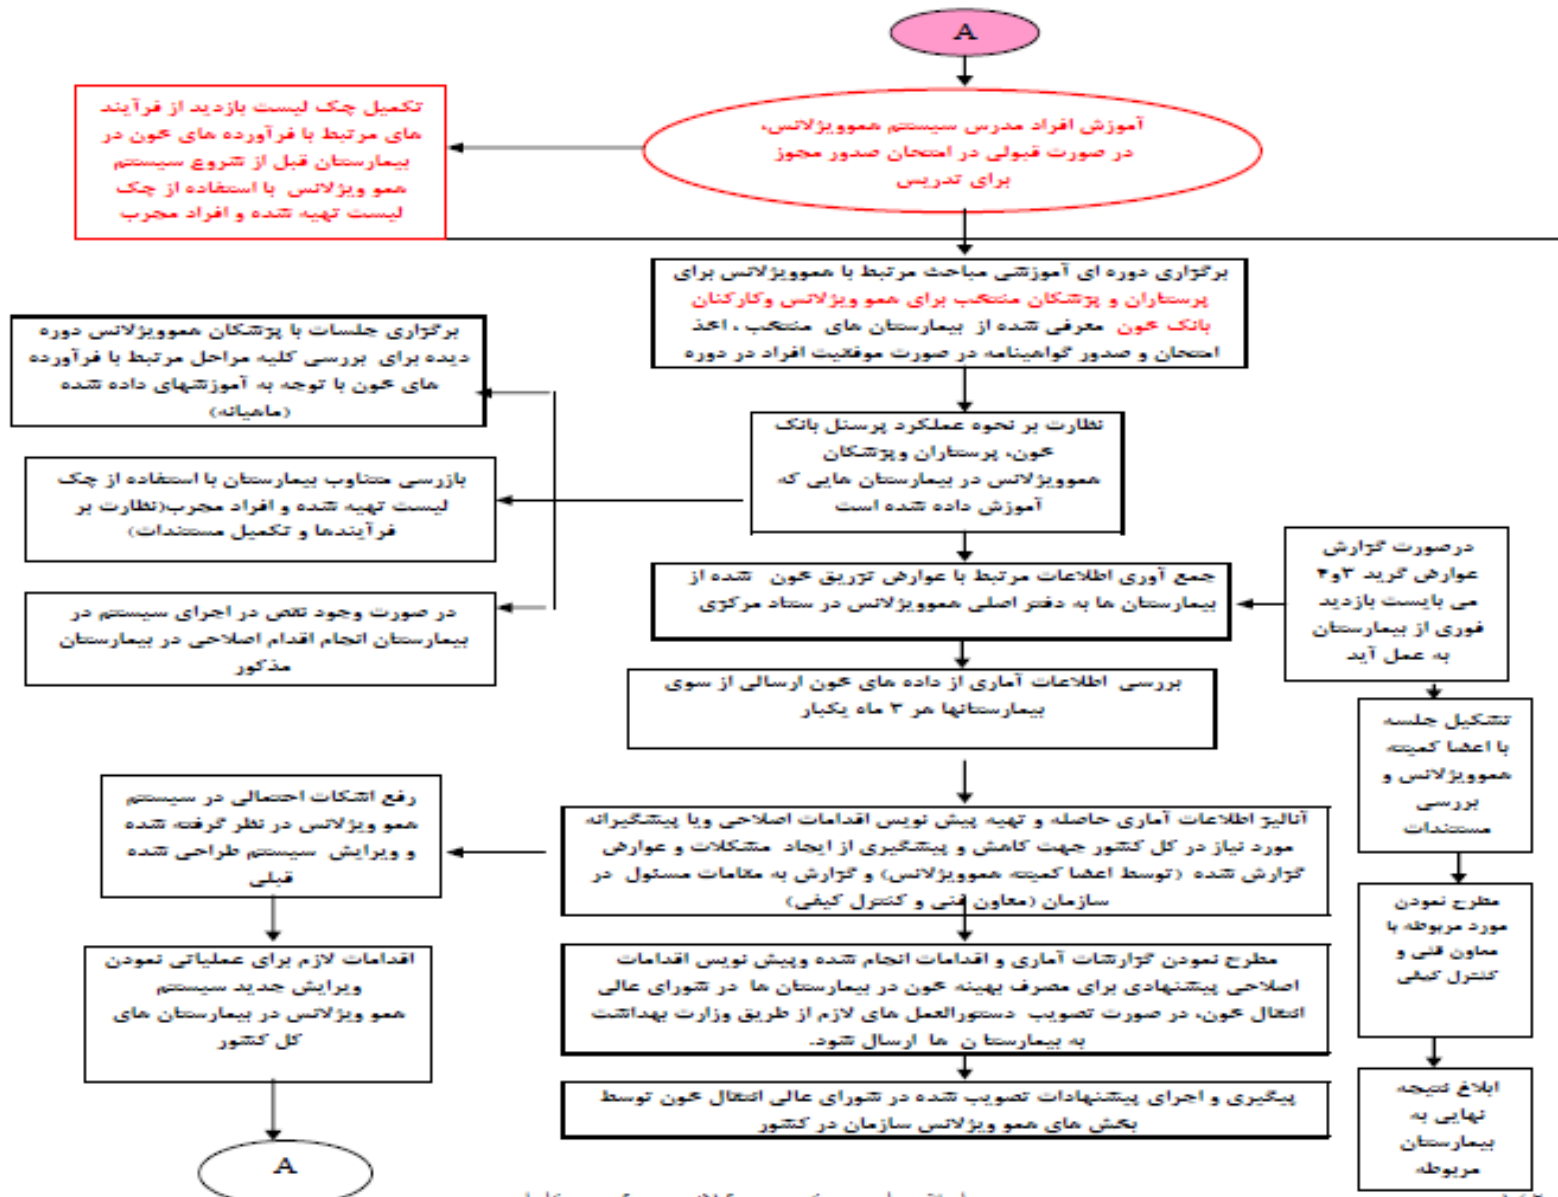 A
آموزش افراد مدرس سیستم هموویژلانس،
در صورت قبولی در امتحان صدور مجوز
برای تدریس
تکمیل چک لیست بازدید از فرآیند
های مرتبط با فرآورده های خون در
بیمارستان قبل از شروع سیستم
همو ویژلانس با استفاده از چک
لیست تهیه شده و افراد مجرب
برگزاری دوره ای آموزشی مباحث مرتبط با هموویژلانس برای
پرستاران و پزشکان منتخب برای همو ویژلانس وکارکنان
بانک خون معرفی شده از بیمارستان های منتخب ، اخذ
امتحان و صدور گواهینامه در صورت موفقیت افراد در دوره
برگزاری جلسات با پزشکان هموویژلانس دوره
دیده برای بررسی کلیه مراحل مرتبط با فرآورده
های خون با توجه به آموزشهای داده شده
(ماهیانه)
نظارت بر نحوه عملکرد پرسنل بانک
خون، پرستاران وپزشکان
هموویژلانس در بیمارستان هایی که
آموزش داده شده است
بازرسی متناوب بیمارستان با استفاده از چک
لیست تهیه شده و افراد مجرب(نظارت بر
فرآیندها و تکمیل مستندات)
در صورت وجود نقص در اجرای سیستم در
بیمارستان انجام اقدام اصلاحی در بیمارستان
مذکور
جمع آوری اطلاعات مرتبط با عوارض تزریق خون شده از
بیمارستان ها به دفتر اصلی هموویژلانس در ستاد مرکزی
درصورت گزارش
عوارض گرید ۳و۴
می بایست بازدید
فوری از بیمارستان
به عمل آید
بررسی اطلاعات آماری از داده های خون ارسالی از سوی
بیمارستانها هر ۳ ماه یکبار
تشکیل جلسه
با اعضا کمیته
هموویژلانس و
بررسی
مستندات
آنالیز اطلاعات آماری حاصله و تهیه پیش نویس اقدامات اصلاحی ویا پیشگیرانه
مورد نیاز در کل کشور جهت کاهش و پیشگیری از ایجاد مشکلات و عوارض
گزارش شده (توسط اعضا کمیته هموویژلانس) و گزارش به مقامات مسئول در
سازمان (معاون فنی و کنترل کیفی)
رفع اشکات احتمالی در سیستم
همو ویژلانس در نظر گرفته شده
و ویرایش سیستم طراحی شده
قبلی
مطرح نمودن
مورد مربوطه با
معاون فنی و
کنترل کیفی
مطرح نمودن گزارشات آماری و اقدامات انجام شده وپیش نویس اقدامات
اصلاحی پیشنهادی برای مصرف بهینه خون در بیمارستان ها در شورای عالی
انتقال خون، در صورت تصویب دستورالعمل های لازم از طریق وزارت بهداشت
به بیمارستا ن ها ارسال شود.
اقدامات لازم برای عملیاتی نمودن
ویرایش جدید سیستم
همو ویژلانس در بیمارستان های
کل کشور
پیگیری و اجرای پیشنهادات تصویب شده در شورای عالی انتقال خون توسط
بخش های همو ویژلانس سازمان در کشور
ابلاغ نتیجه
نهایی به
بیمارستان
مربوطه
A